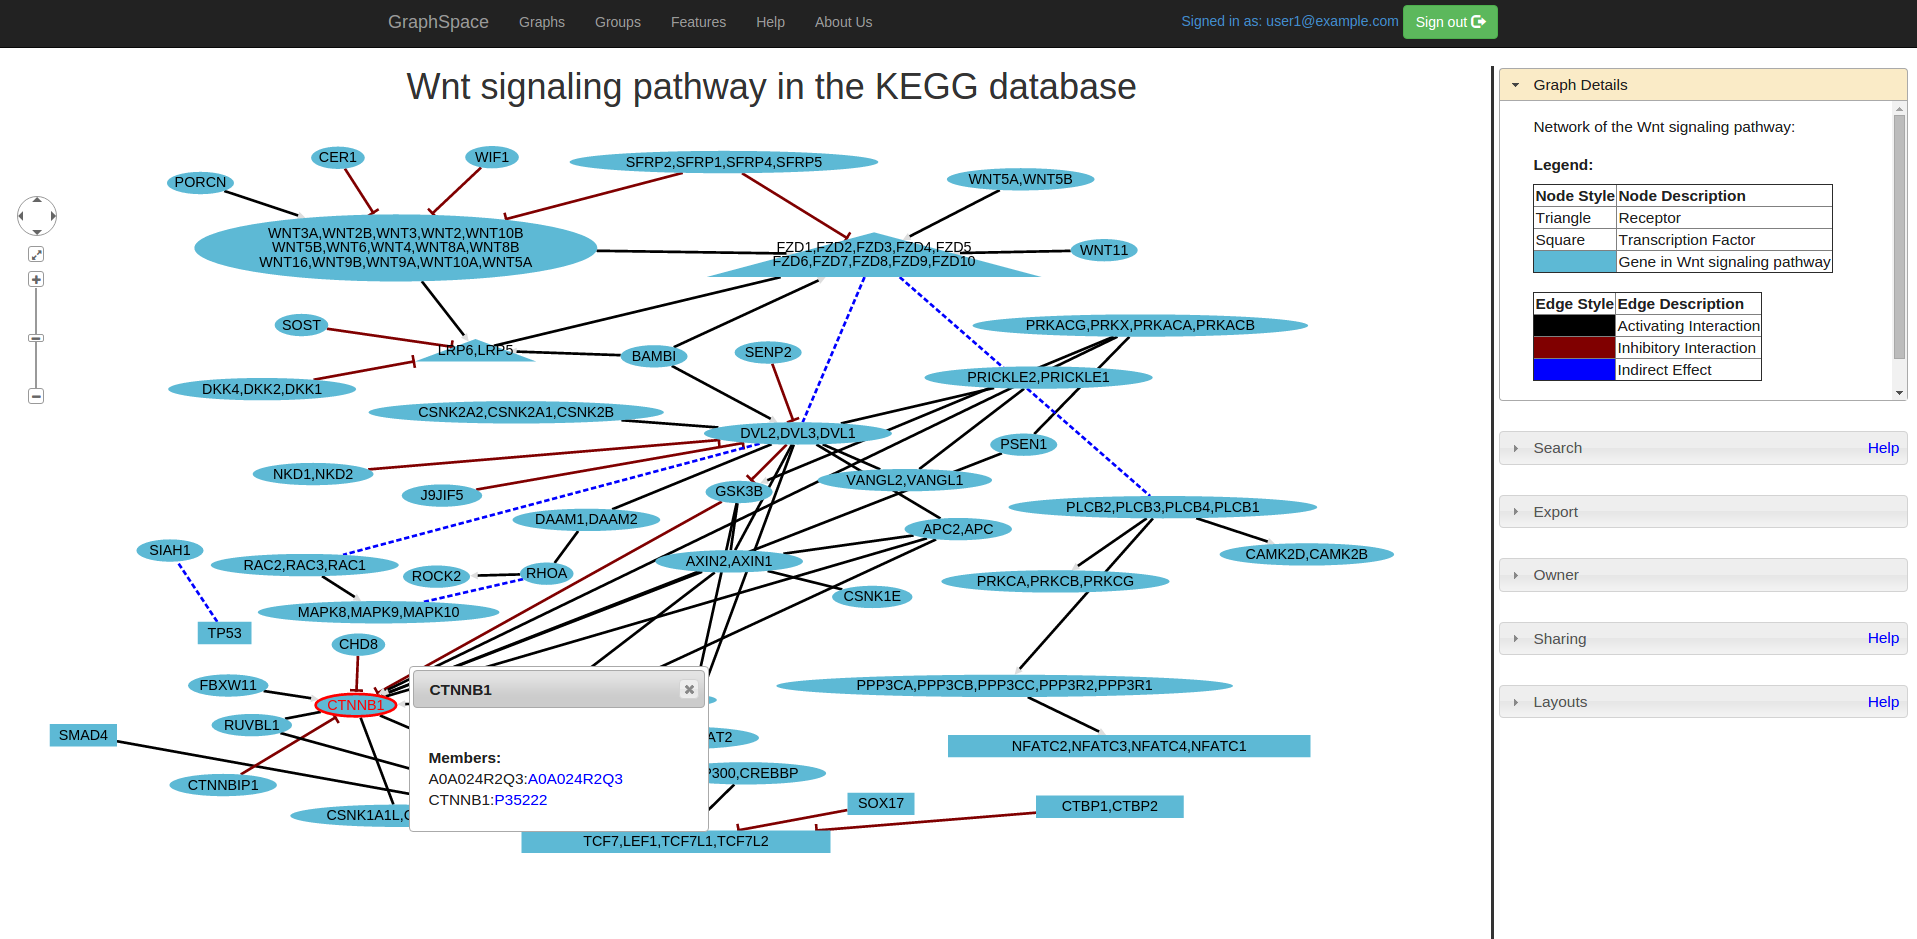 GraphSpace Graphs Groups Features Help About Us Signed in as: user1@example.com Sign out
Wnt signaling pathway in the KEGG database
CER1
WIF1
SFRP2,SFRP1,SFRP4,SFRP5
PORCN
WNT5A,WNT5B
WNT3A,WNT2B,WNT3,WNT2,WNT10B
WNT5B,WNT6,WNT4,WNT8A,WNT8B
WNT16,WNT9B,WNT9A,WNT10A,WNT5A
FZD1,FZD2,FZD3,FZD4,FZD5
FZD6,FZD7,FZD8,FZD9,FZD10
WNT11
SOST
PRKACG,PRKX,PRKACA,PRKACB
LRP6,LRP5
BAMBI
SENP2
PRICKLE2,PRICKLE1
DKK4,DKK2,DKK1
CSNK2A2,CSNK2A1,CSNK2B
DVL2,DVL3,DVL1
PSEN1
NKD1,NKD2
VANGL2,VANGL1
J9JIF5
GSK3B
PLCB2,PLCB3,PLCB4,PLCB1
DAAM1,DAAM2
APC2,APC
SIAH1
CAMK2D,CAMK2B
RAC2,RAC3,RAC1
AXIN2,AXIN1
ROCK2
RHOA
PRKCA,PRKCB,PRKCG
CSNK1E
MAPK8,MAPK9,MAPK10
TP53
CHD8
FBXW11
PPP3CA,PPP3CB,PPP3CC,PPP3R2,PPP3R1
CTNNB1
RUVBL1
SMAD4
AT2
NFATC2,NFATC3,NFATC4,NFATC1
P300,CREBBP
CTNNBIP1
SOX17
CTBP1,CTBP2
CSNK1A1L,
TCF7,LEF1,TCF7L1,TCF7L2
CTNNB1
Members:
A0A024R2Q3:A0A024R2Q3
CTNNB1:P35222
Graph Details
Network of the Wnt signaling pathway:
Legend:
Node Style Node Description
Triangle Receptor
Square Transcription Factor
Gene in Wnt signaling pathway
Edge Style Edge Description
Activating Interaction
Inhibitory Interaction
Indirect Effect
Search Help
Export
Owner
Sharing Help
Layouts Help